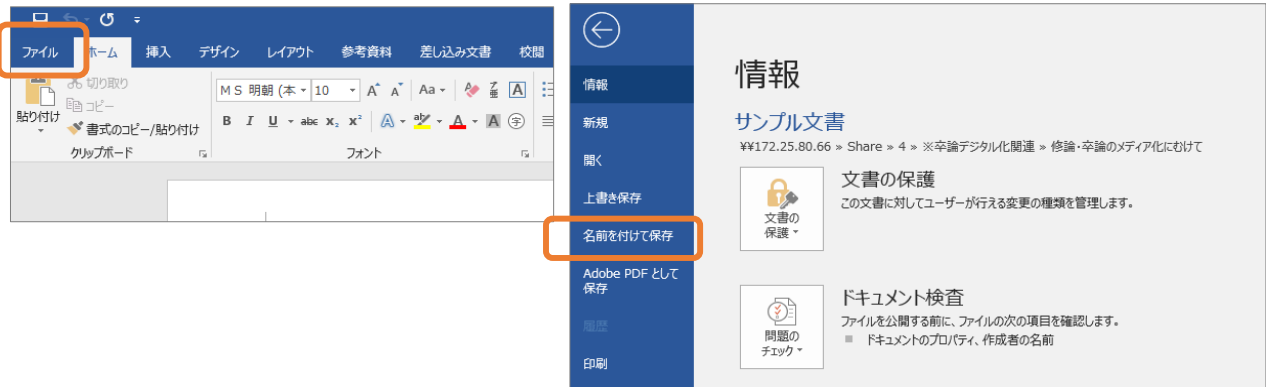 ファイル ホーム 挿入 デザイン レイアウト 参考資料 差し込み文書 校閲
貼り付け
切り取り
コピー
書式のコピー/貼り付け
クリップボード
ＭＳ 明朝 (本 10 A A Aa A
B I U abc x₂ x² A aby A A 字
フォント
情報
新規
開く
上書き保存
名前を付けて保存
Adobe PDF として
保存
履歴
印刷
情報
サンプル文書
¥¥172.25.80.66 » Share » 4 » ※卒論デジタル化関連 » 修論・卒論のメディア化にむけて
文書の
保護
文書の保護
この文書に対してユーザーが行える変更の種類を管理します。
問題の
チェック
ドキュメント検査
ファイルを公開する前に、ファイルの次の項目を確認します。
ドキュメントのプロパティ、作成者の名前